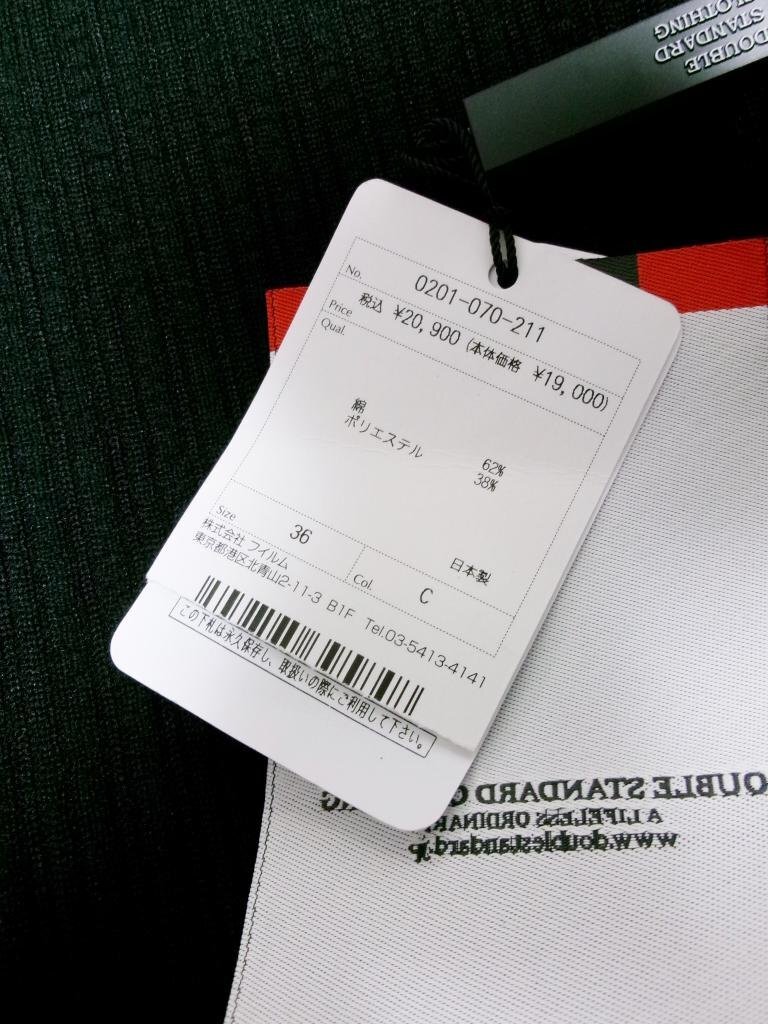 DOUBLE
STANDARD
CLOTHING
No. 0201-070-211
Price 税込 ¥20,900 (本体価格 ¥19,000)
Qual.
綿 62%
ポリエステル 38%
日本製
Size 36 Col. C
株式会社 フィルム
東京都港区北青山2-11-3 B1F Tel.03-5413-4141
この下札は永久保存し、取扱いの際にご利用して下さい。
OUBLE STANDARD C NG
A LIFELESS ORDINAR
www.doublestandard.jp